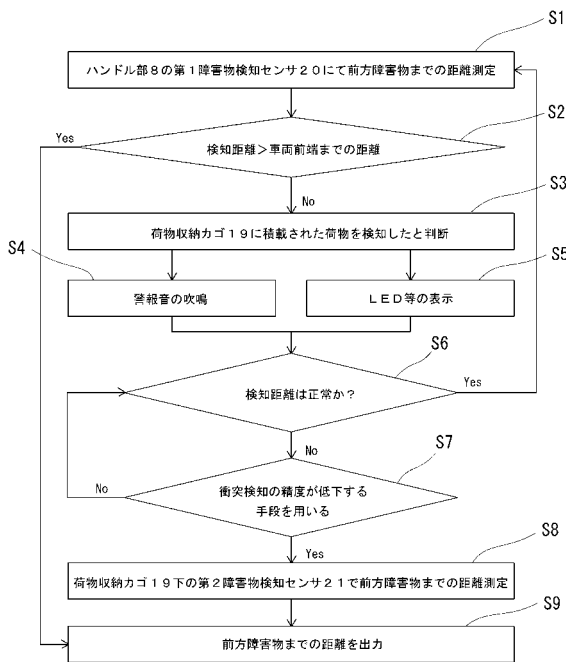 S1
ハンドル部8の第1障害物検知センサ20にて前方障害物までの距離測定
S2
Yes
検知距離>車両前端までの距離
No
S3
荷物収納カゴ19に積載された荷物を検知したと判断
S4
警報音の吹鳴
S5
LED等の表示
S6
検知距離は正常か?
Yes
No
S7
衝突検知の精度が低下する
手段を用いる
No
Yes
S8
荷物収納カゴ19下の第2障害物検知センサ21で前方障害物までの距離測定
S9
前方障害物までの距離を出力